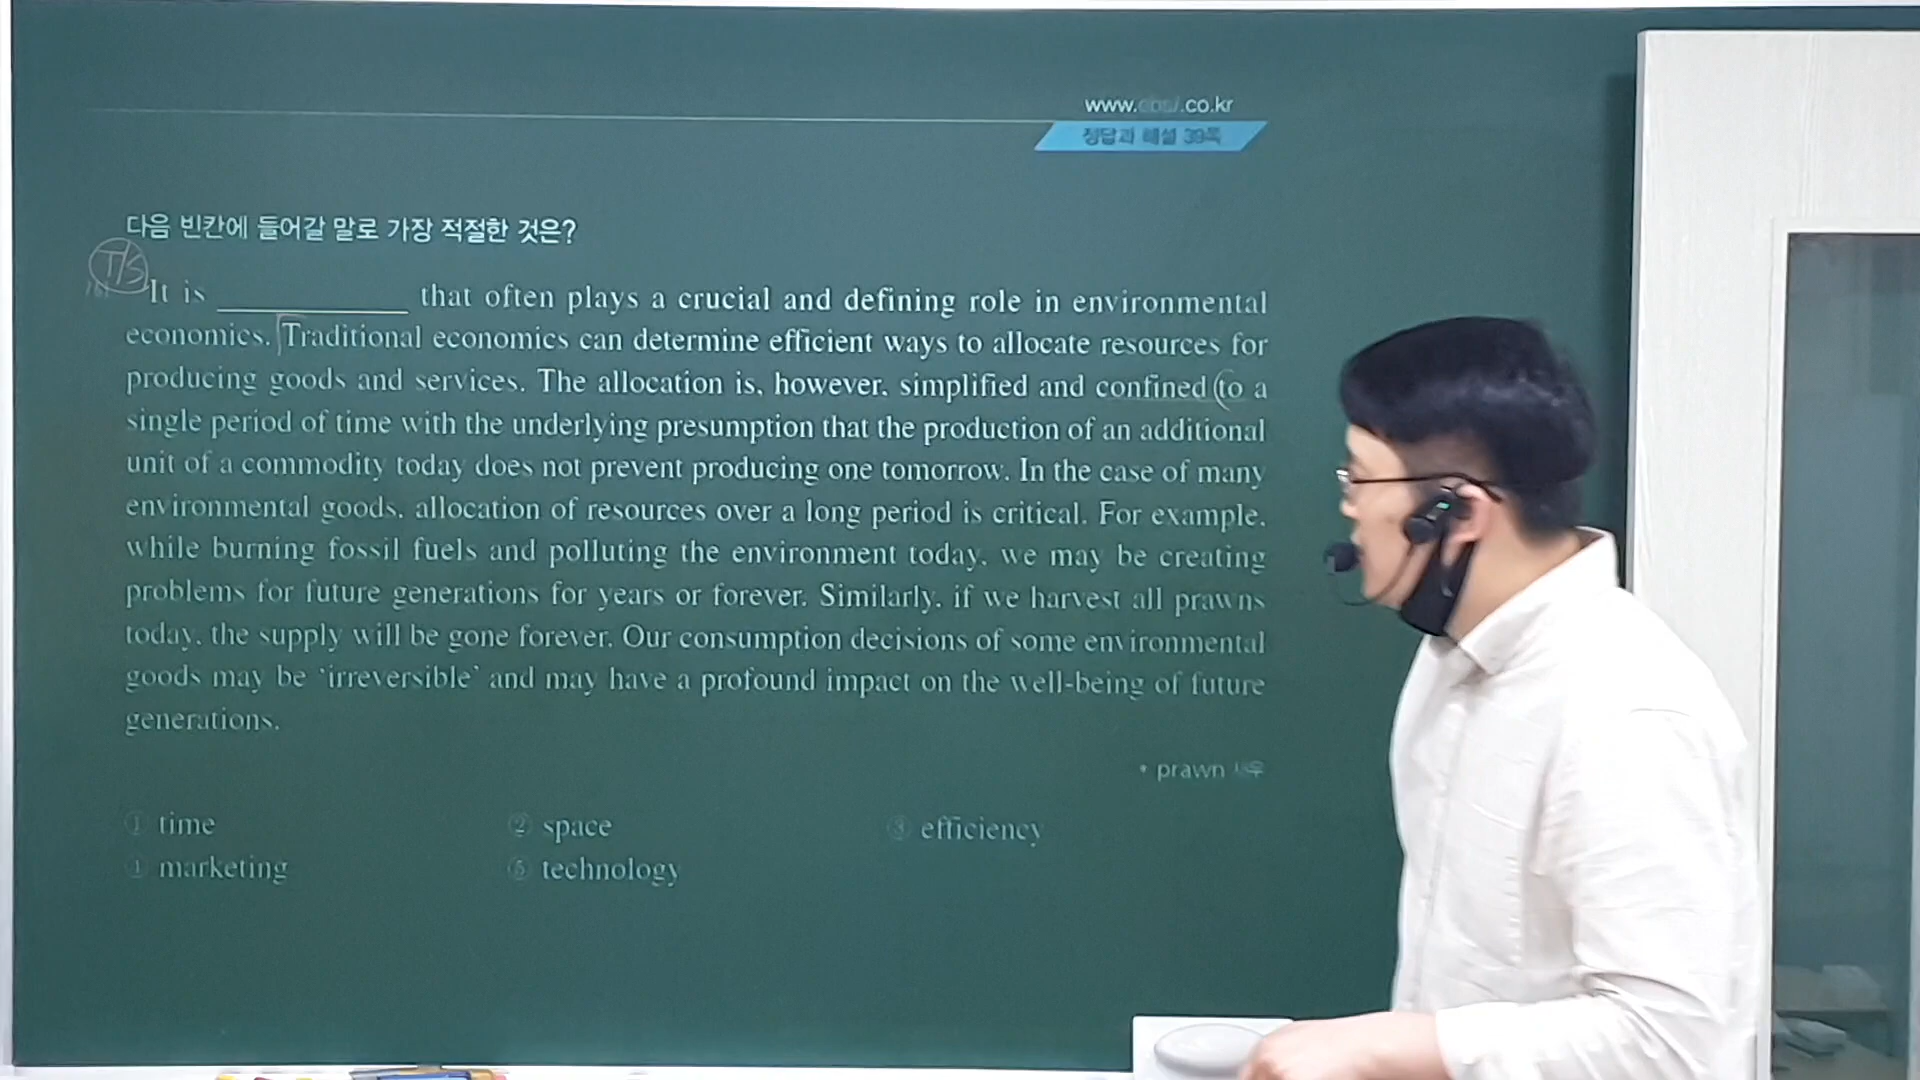 www.ebsi.co.kr
정답과 해설 39쪽
다음 빈칸에 들어갈 말로 가장 적절한 것은?
T/S
It is ____________ that often plays a crucial and defining role in environmental
economics. Traditional economics can determine efficient ways to allocate resources for
producing goods and services. The allocation is, however, simplified and confined (to a
single period of time with the underlying presumption that the production of an additional
unit of a commodity today does not prevent producing one tomorrow. In the case of many
environmental goods, allocation of resources over a long period is critical. For example,
while burning fossil fuels and polluting the environment today, we may be creating
problems for future generations for years or forever. Similarly, if we harvest all prawns
today, the supply will be gone forever. Our consumption decisions of some environmental
goods may be ‘irreversible’ and may have a profound impact on the well-being of future
generations.
* prawn 새우
① time ② space ③ efficiency
④ marketing ⑤ technology